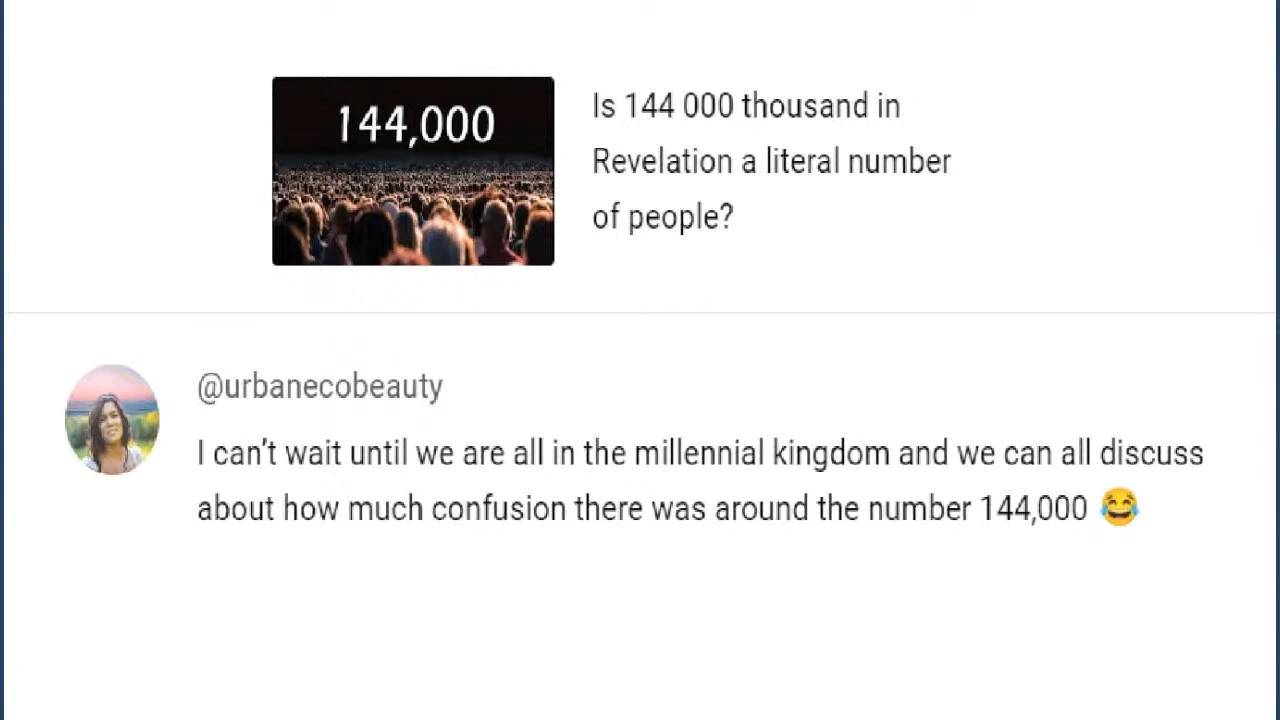 144,000
Is 144 000 thousand in
Revelation a literal number
of people?
@urbanecobeauty
I can’t wait until we are all in the millennial kingdom and we can all discuss
about how much confusion there was around the number 144,000 😂